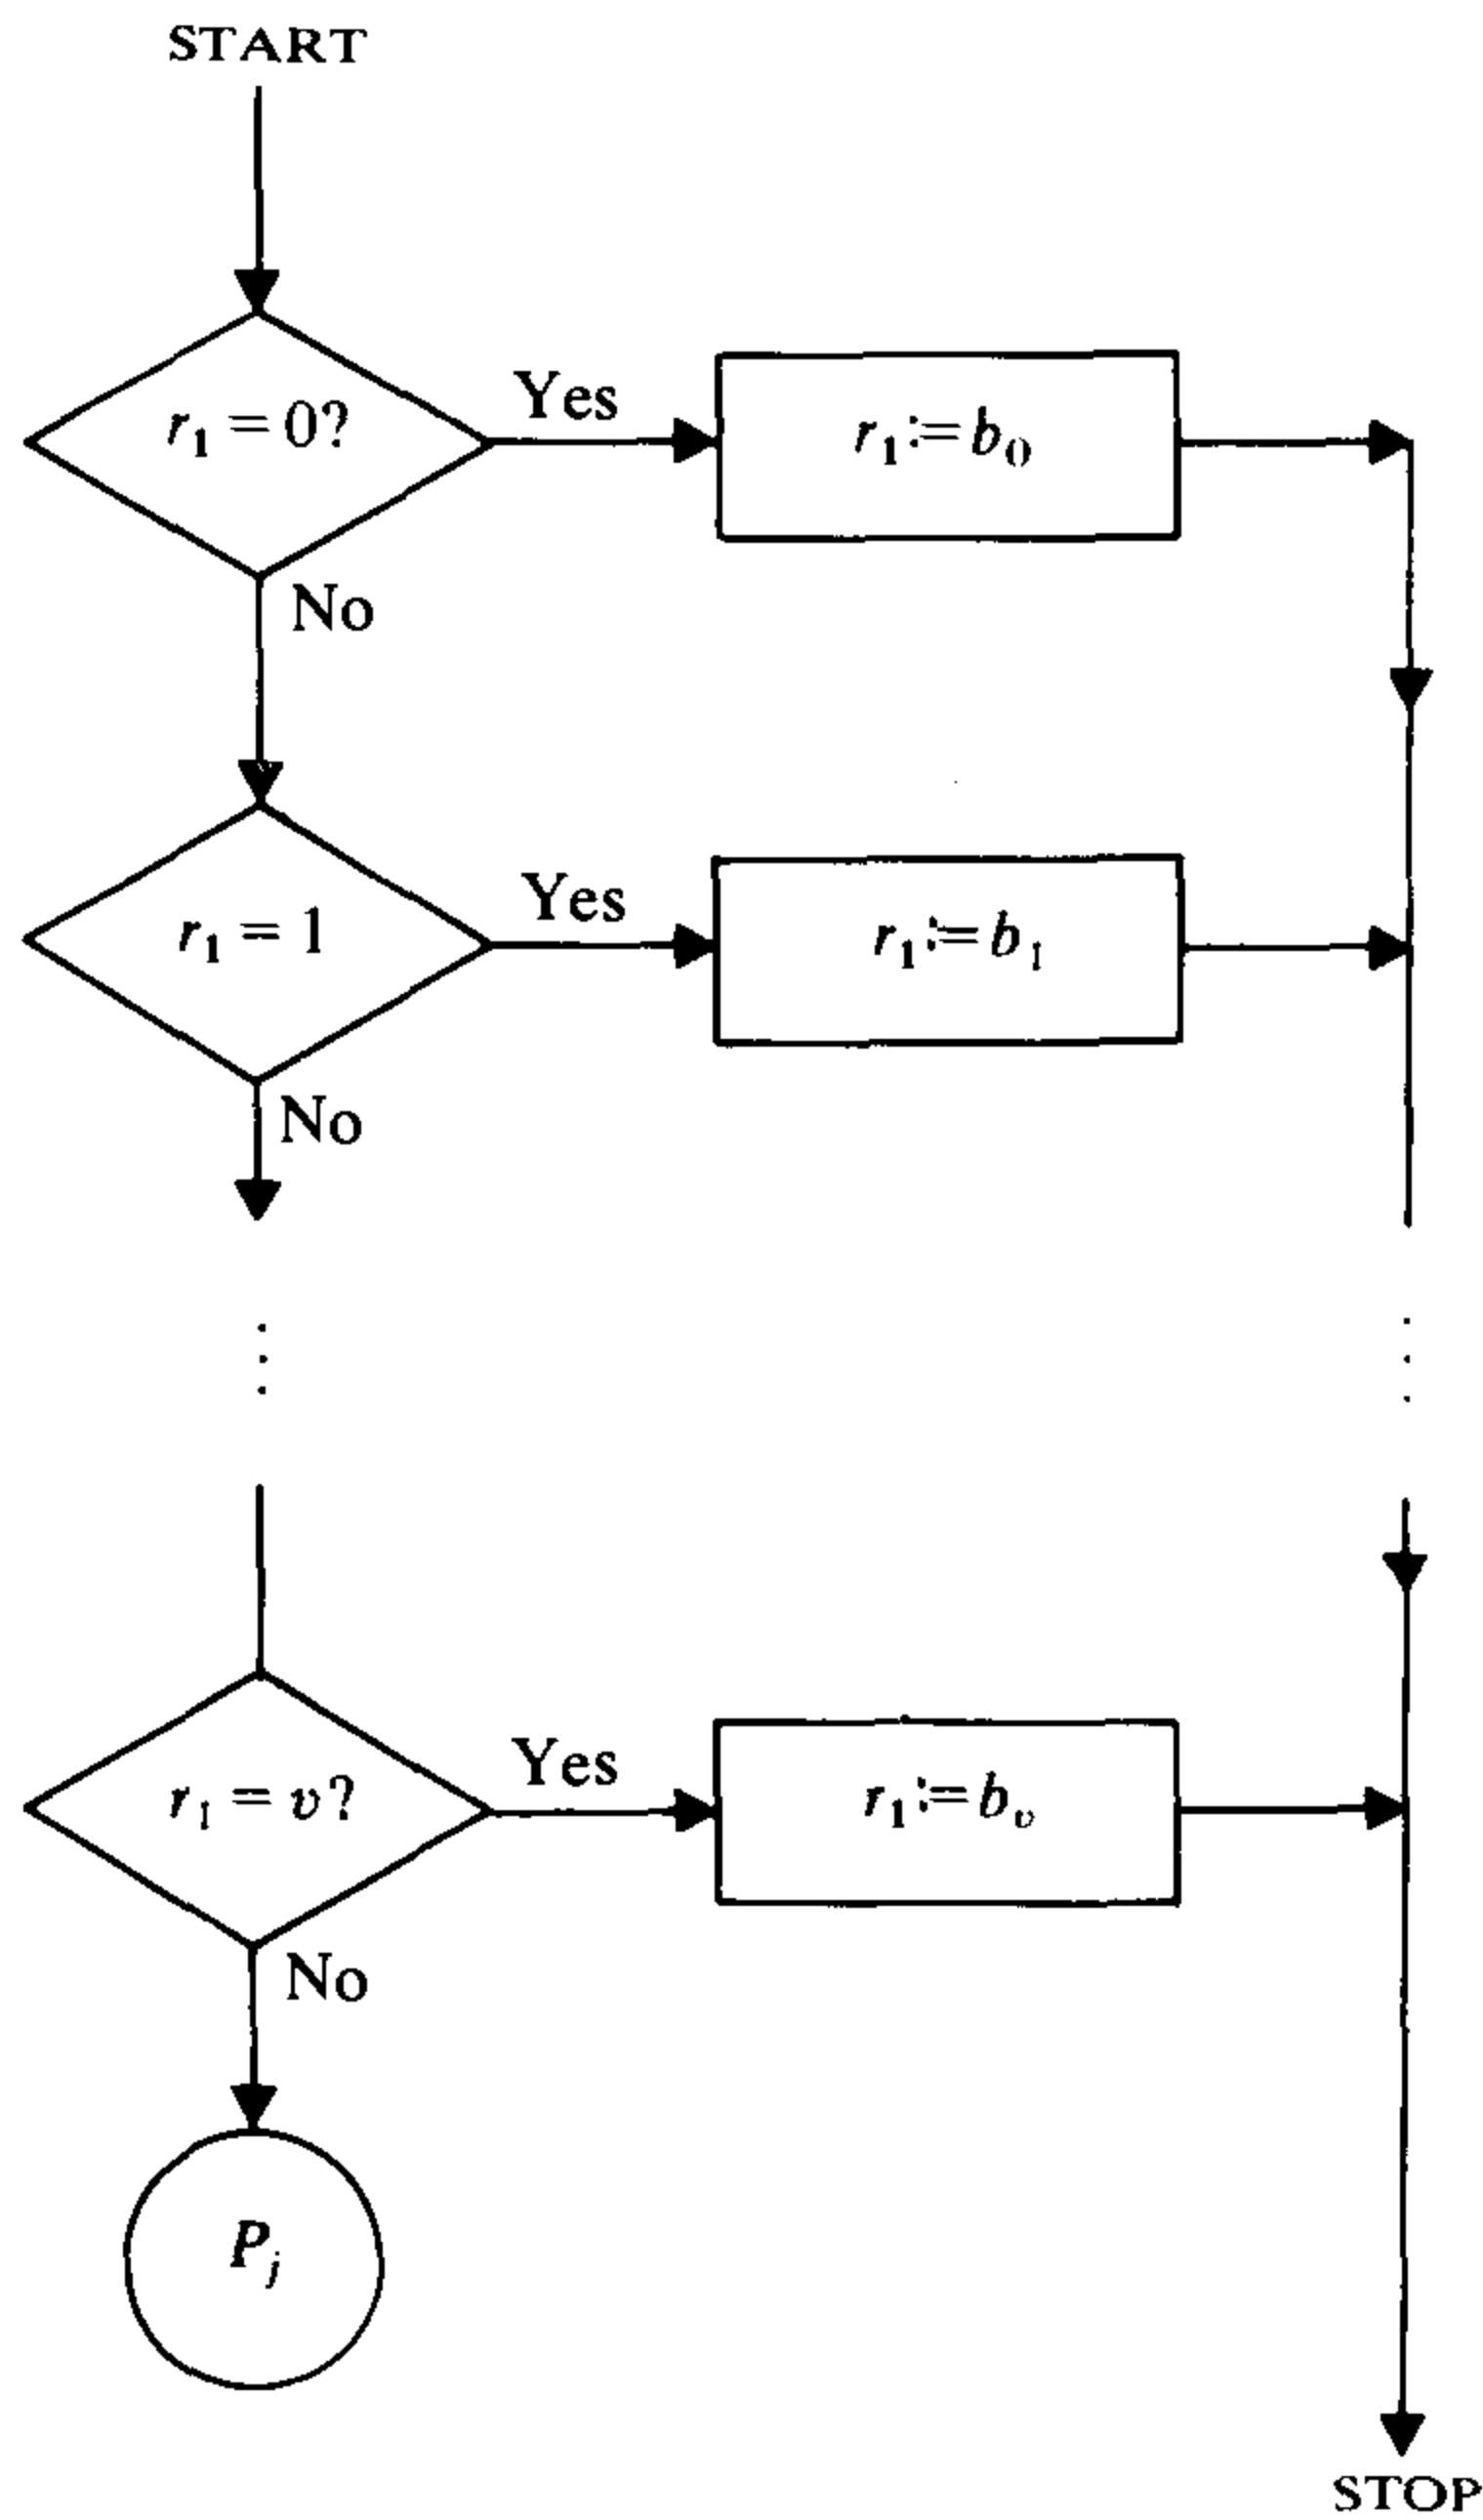 START
r₁ = 0?
Yes
r₁ := b₀
No
r₁ = 1
Yes
r₁ := b₁
No
r₁ = v?
Yes
r₁ := bᵥ
No
Pⱼ
STOP